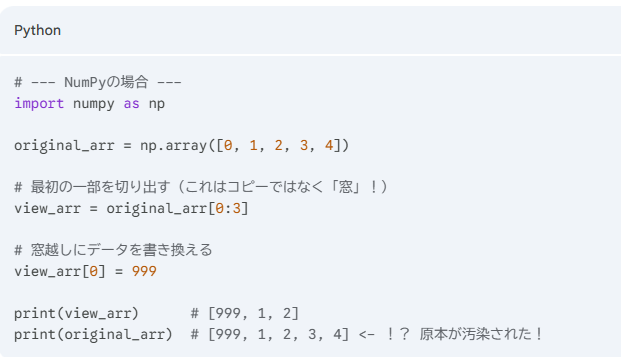 Python
# --- NumPyの場合 ---
import numpy as np
original_arr = np.array([0, 1, 2, 3, 4])
# 最初の一部を切り出す（これはコピーではなく「窓」！）
view_arr = original_arr[0:3]
# 窓越しにデータを書き換える
view_arr[0] = 999
print(view_arr)      # [999, 1, 2]
print(original_arr)  # [999, 1, 2, 3, 4] <- ！？ 原本が汚染された！